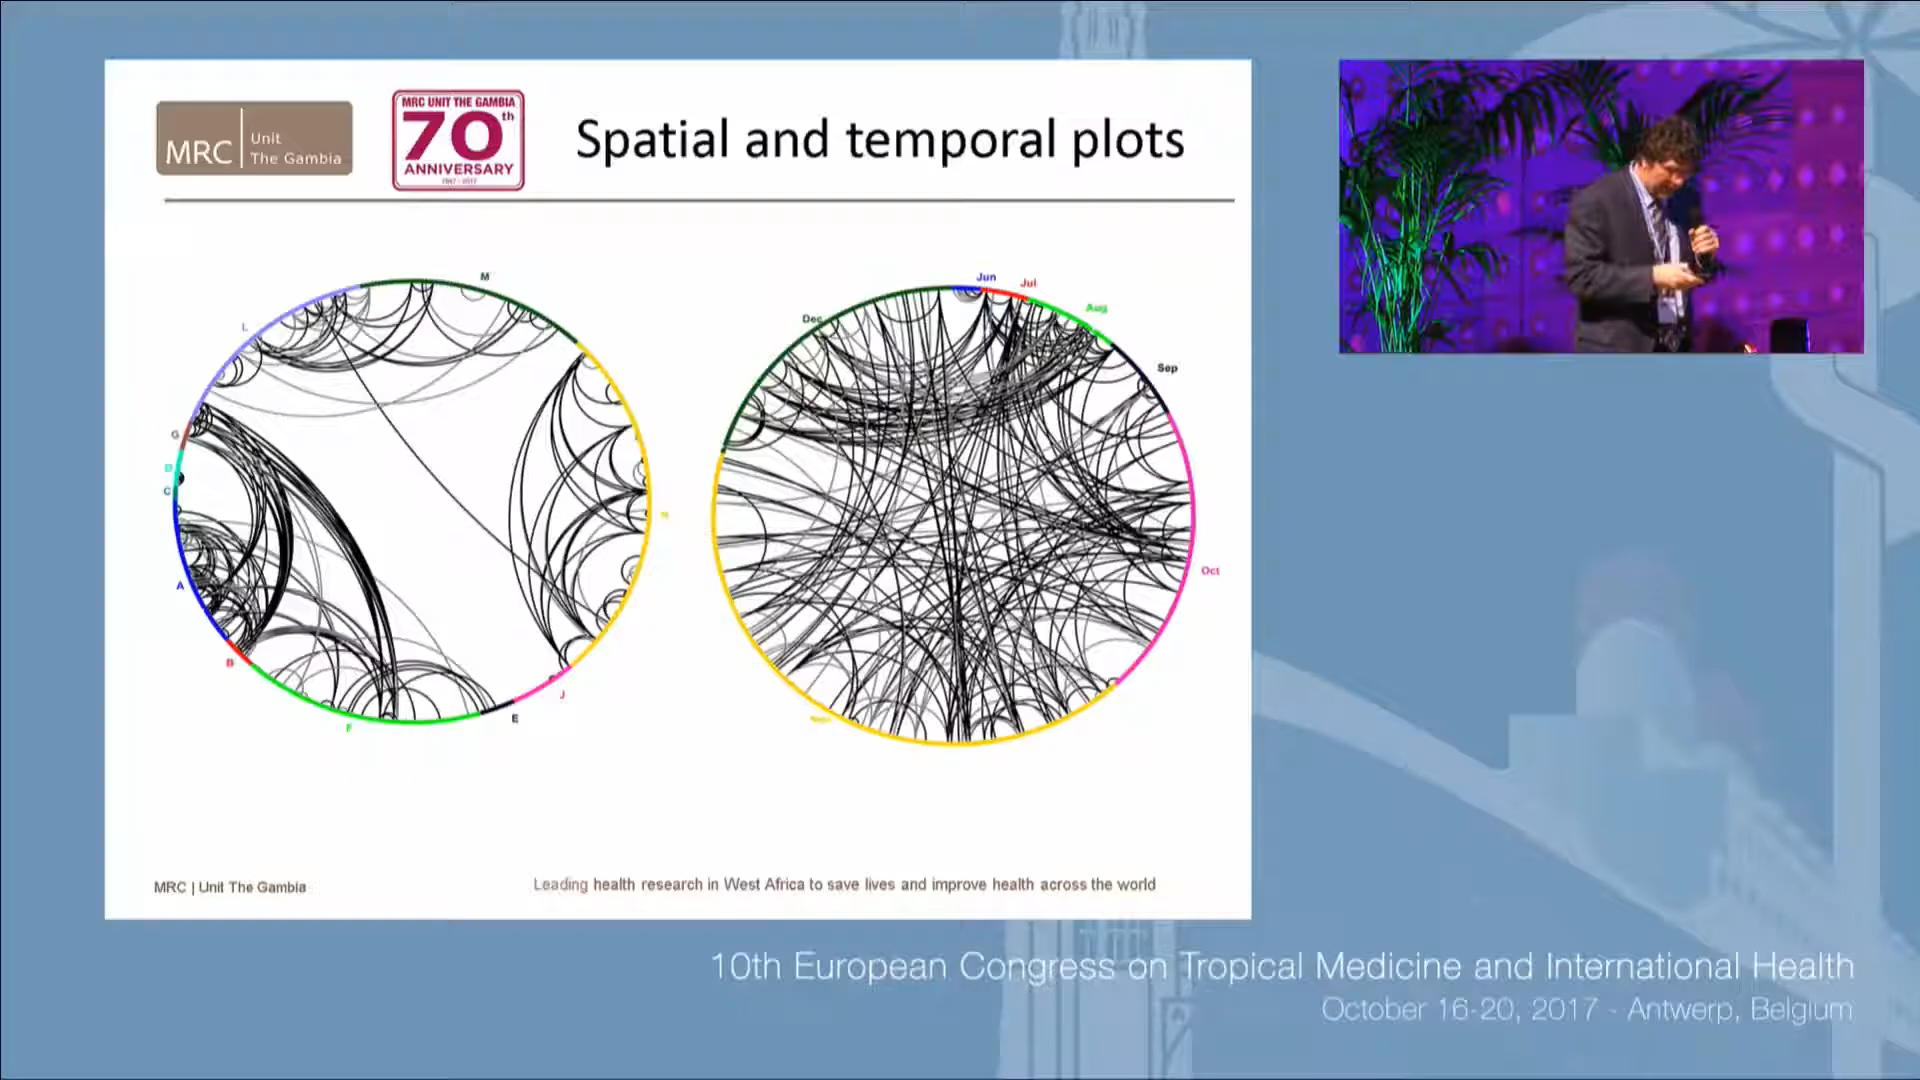 MRC
Unit
The Gambia
MRC UNIT THE GAMBIA
70th
ANNIVERSARY
Spatial and temporal plots
M
L
G
D
C
A
B
F
E
J
Jun
Jul
Aug
Sep
Oct
Nov
Dec
MRC | Unit The Gambia
Leading health research in West Africa to save lives and improve health across the world
10th European Congress on Tropical Medicine and International Health
October 16-20, 2017 - Antwerp, Belgium